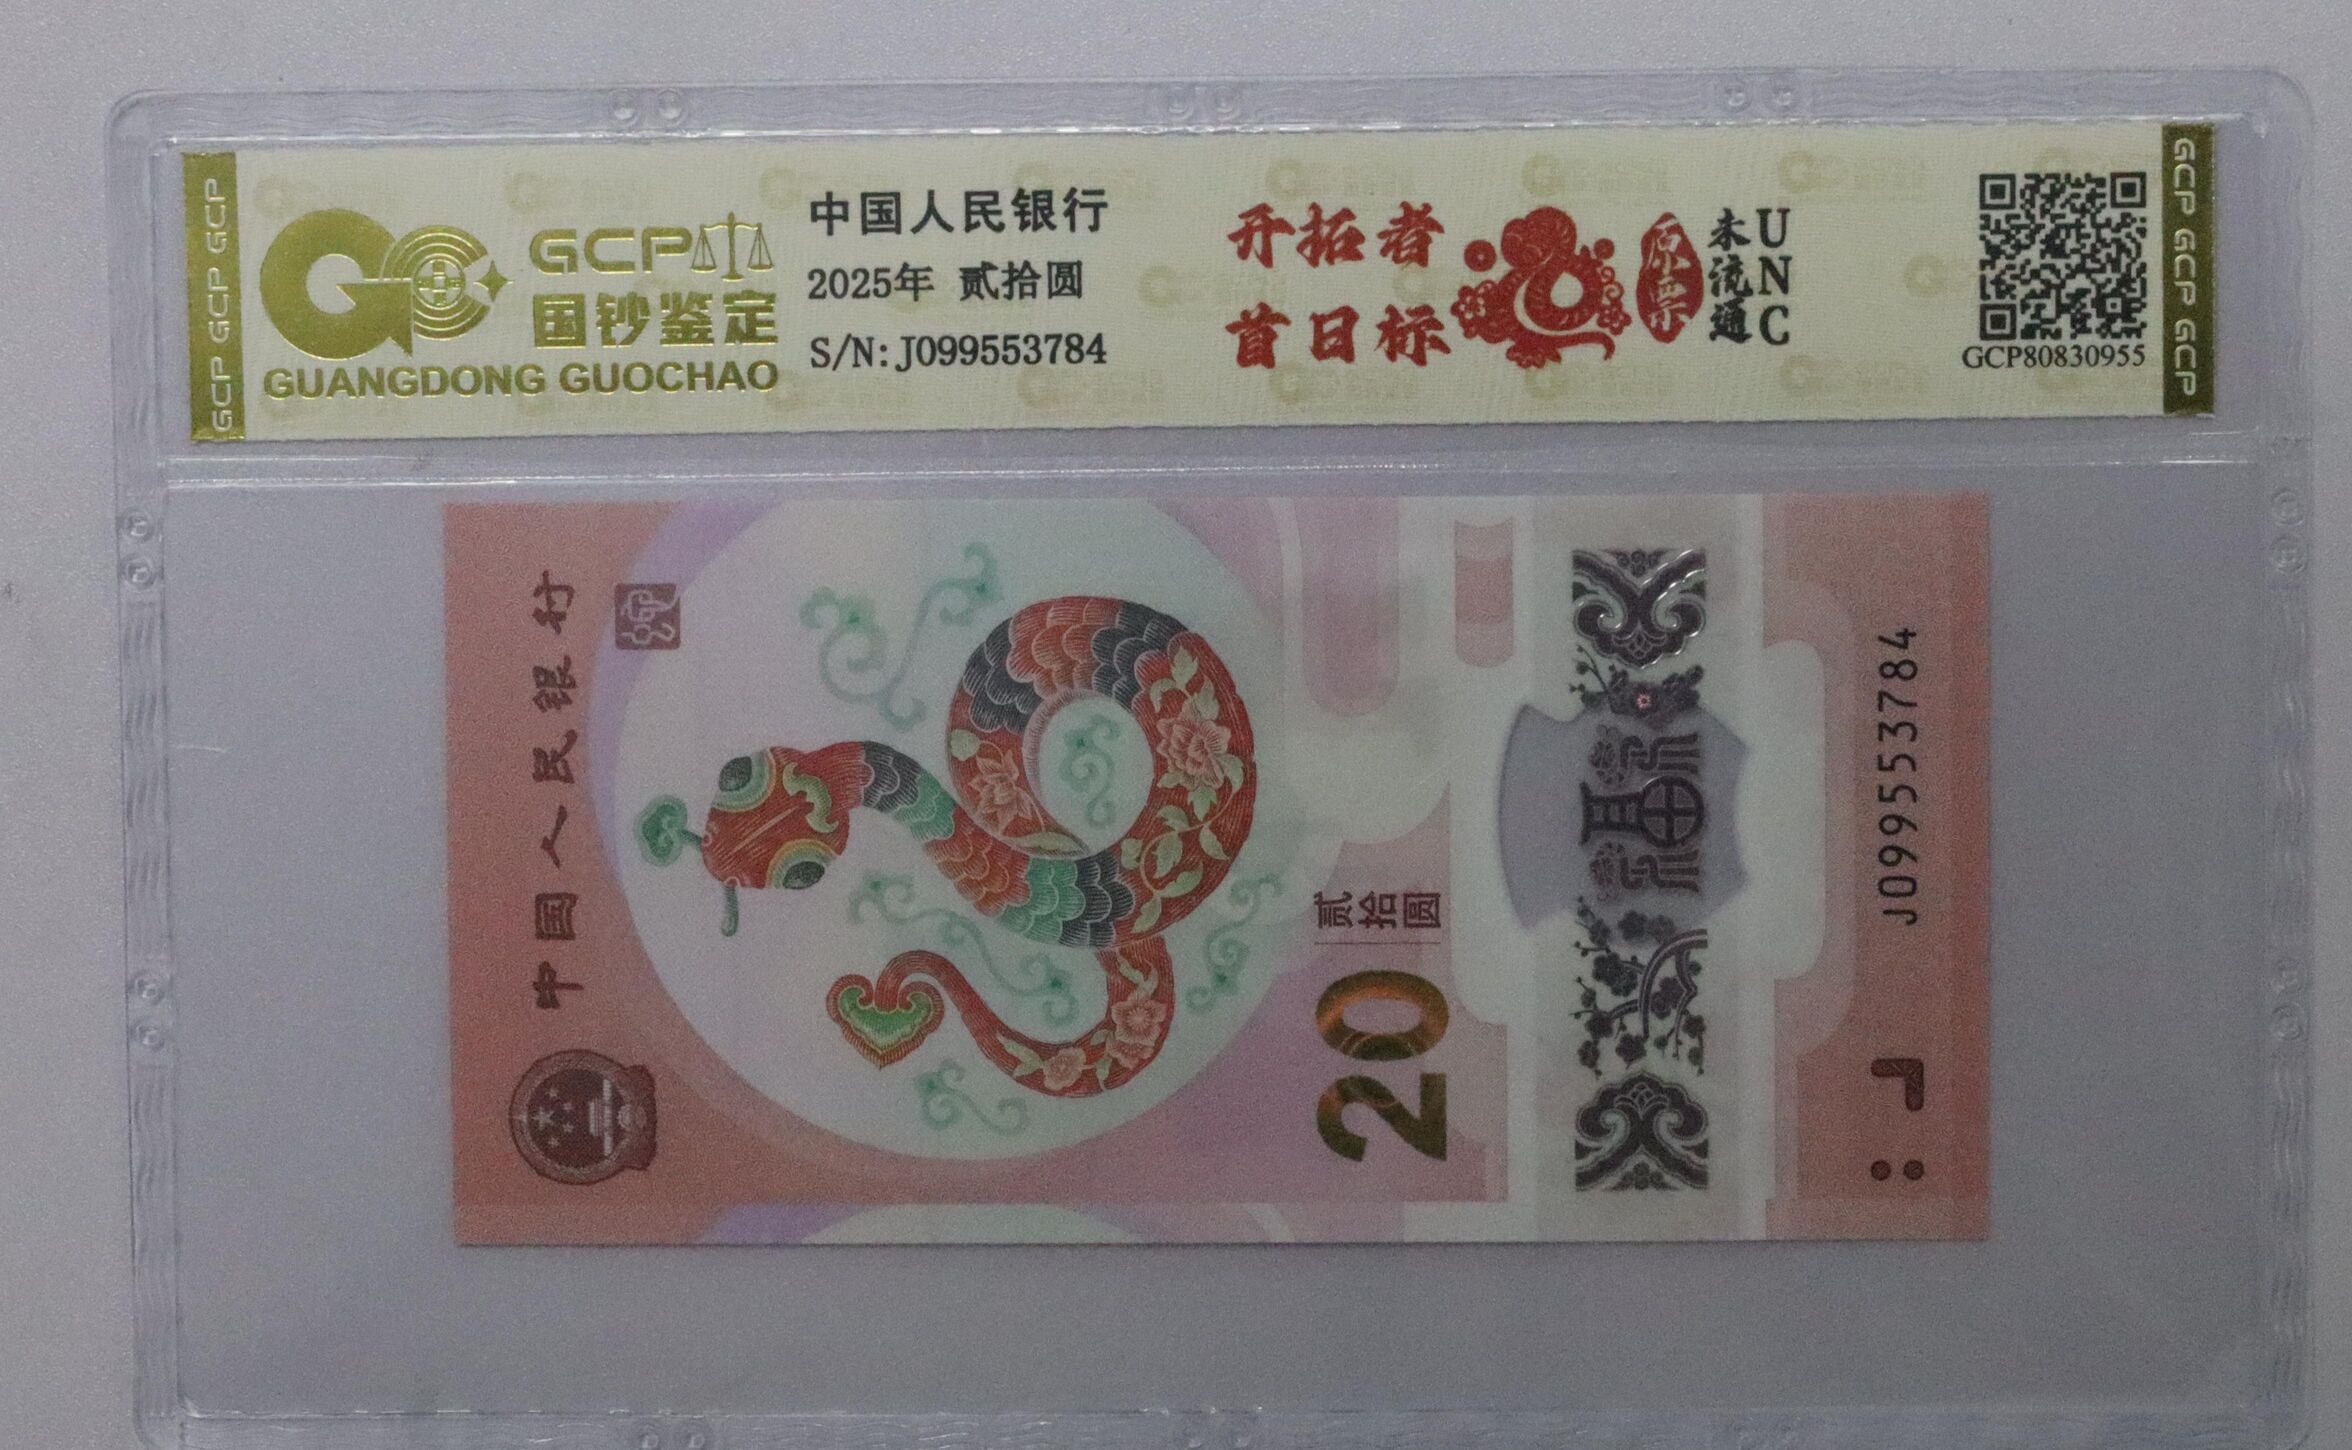 GCP GCP GCP
GCP
国钞鉴定
GUANGDONG GUOCHAO
中国人民银行
2025年 贰拾圆
S/N: J099553784
开拓者
首日标
原票
未流通
UNC
GCP80830955
GCP GCP GCP
中国人民银行
贰拾圆
20
福
J099553784